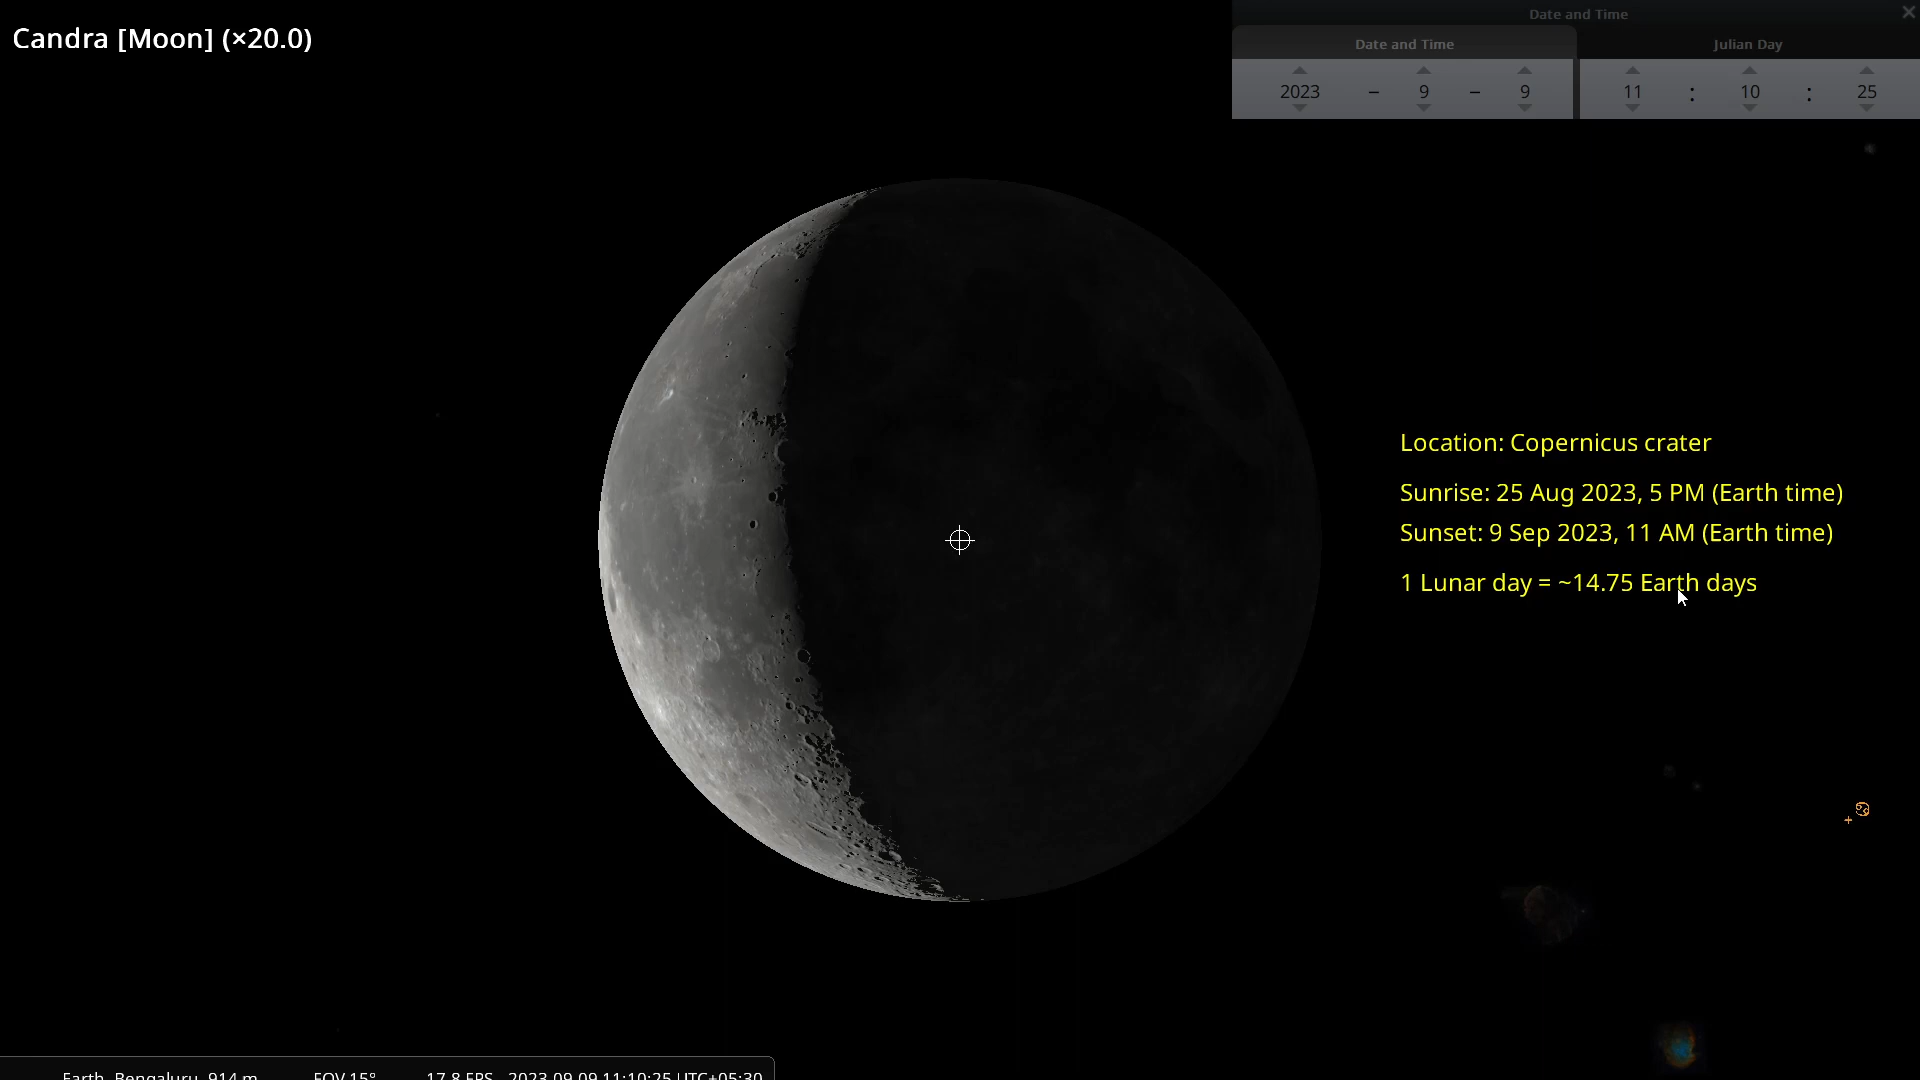 Candra [Moon] (×20.0)
Date and Time
Date and Time
Julian Day
2023 – 9 – 9
11 : 10 : 25
Location: Copernicus crater
Sunrise: 25 Aug 2023, 5 PM (Earth time)
Sunset: 9 Sep 2023, 11 AM (Earth time)
1 Lunar day = ~14.75 Earth days
Earth, Bengaluru, 914 m FOV 15° 17.8 FPS 2023-09-09 11:10:25 UTC+05:30